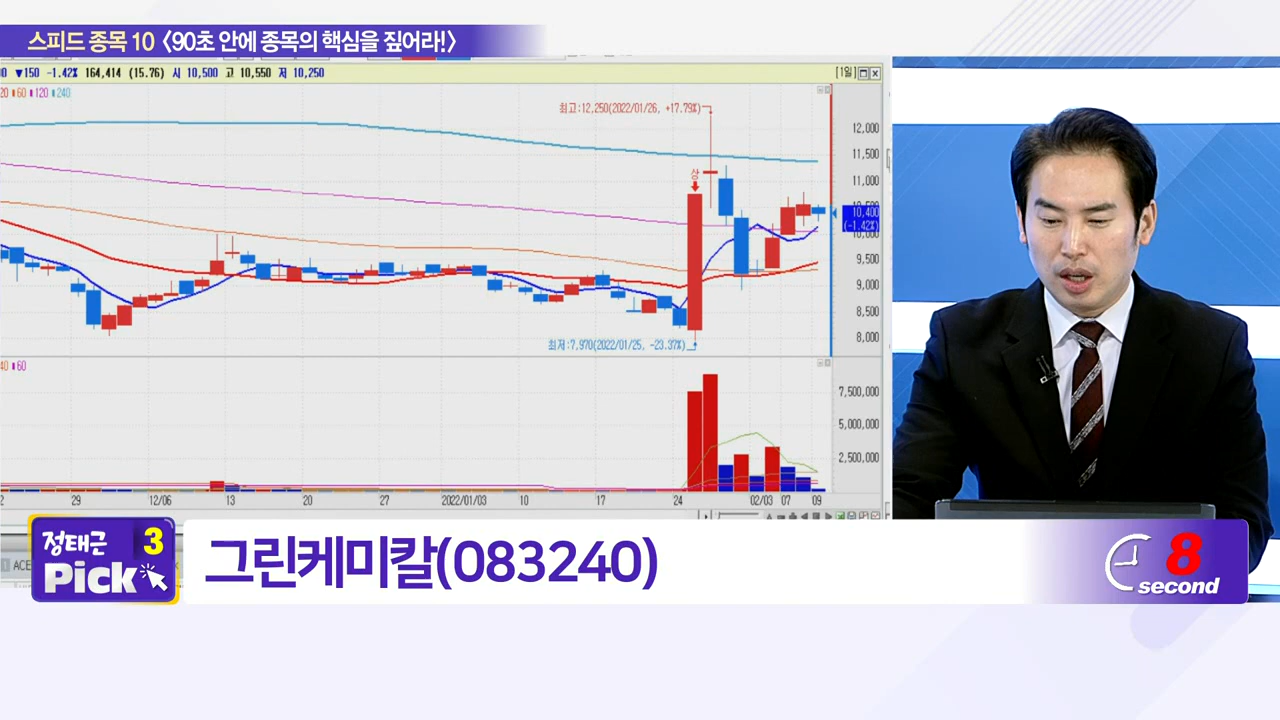 스피드 종목 10 〈90초 안에 종목의 핵심을 짚어라!〉
▼150 -1.42% 164,414 (15.76) 시 10,500 고 10,550 저 10,250
[1일]
20 60 120 240
최고:12,250(2022/01/26, +17.79%)
12,000
11,500
상
11,000
10,500
10,400
(-1.42%)
10,000
9,500
9,000
8,500
8,000
최저:7,970(2022/01/25, -23.37%)
40 60
7,500,000
5,000,000
2,500,000
29 12/06 13 20 27 2022/01/03 10 17 24 02/03 07 09
정태근 3
Pick
ACE
그린케미칼(083240)
8
second